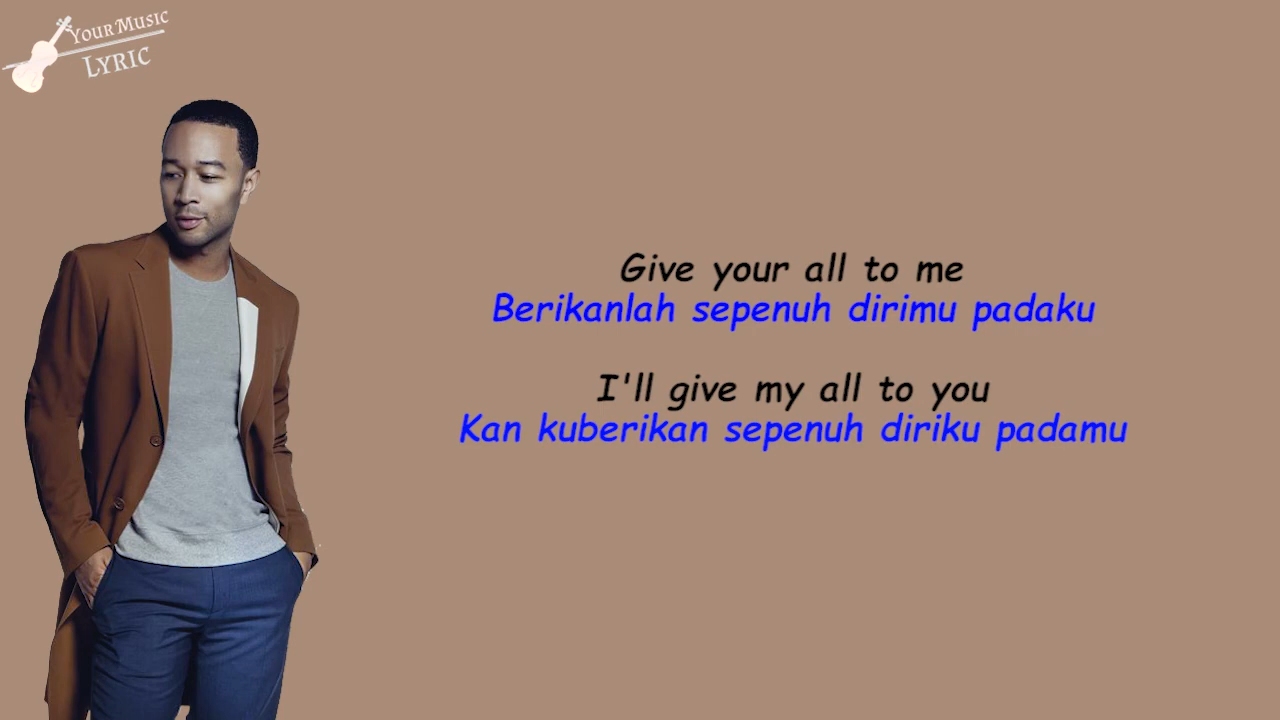 Your Music
Lyric
Give your all to me
Berikanlah sepenuh dirimu padaku
I'll give my all to you
Kan kuberikan sepenuh diriku padamu